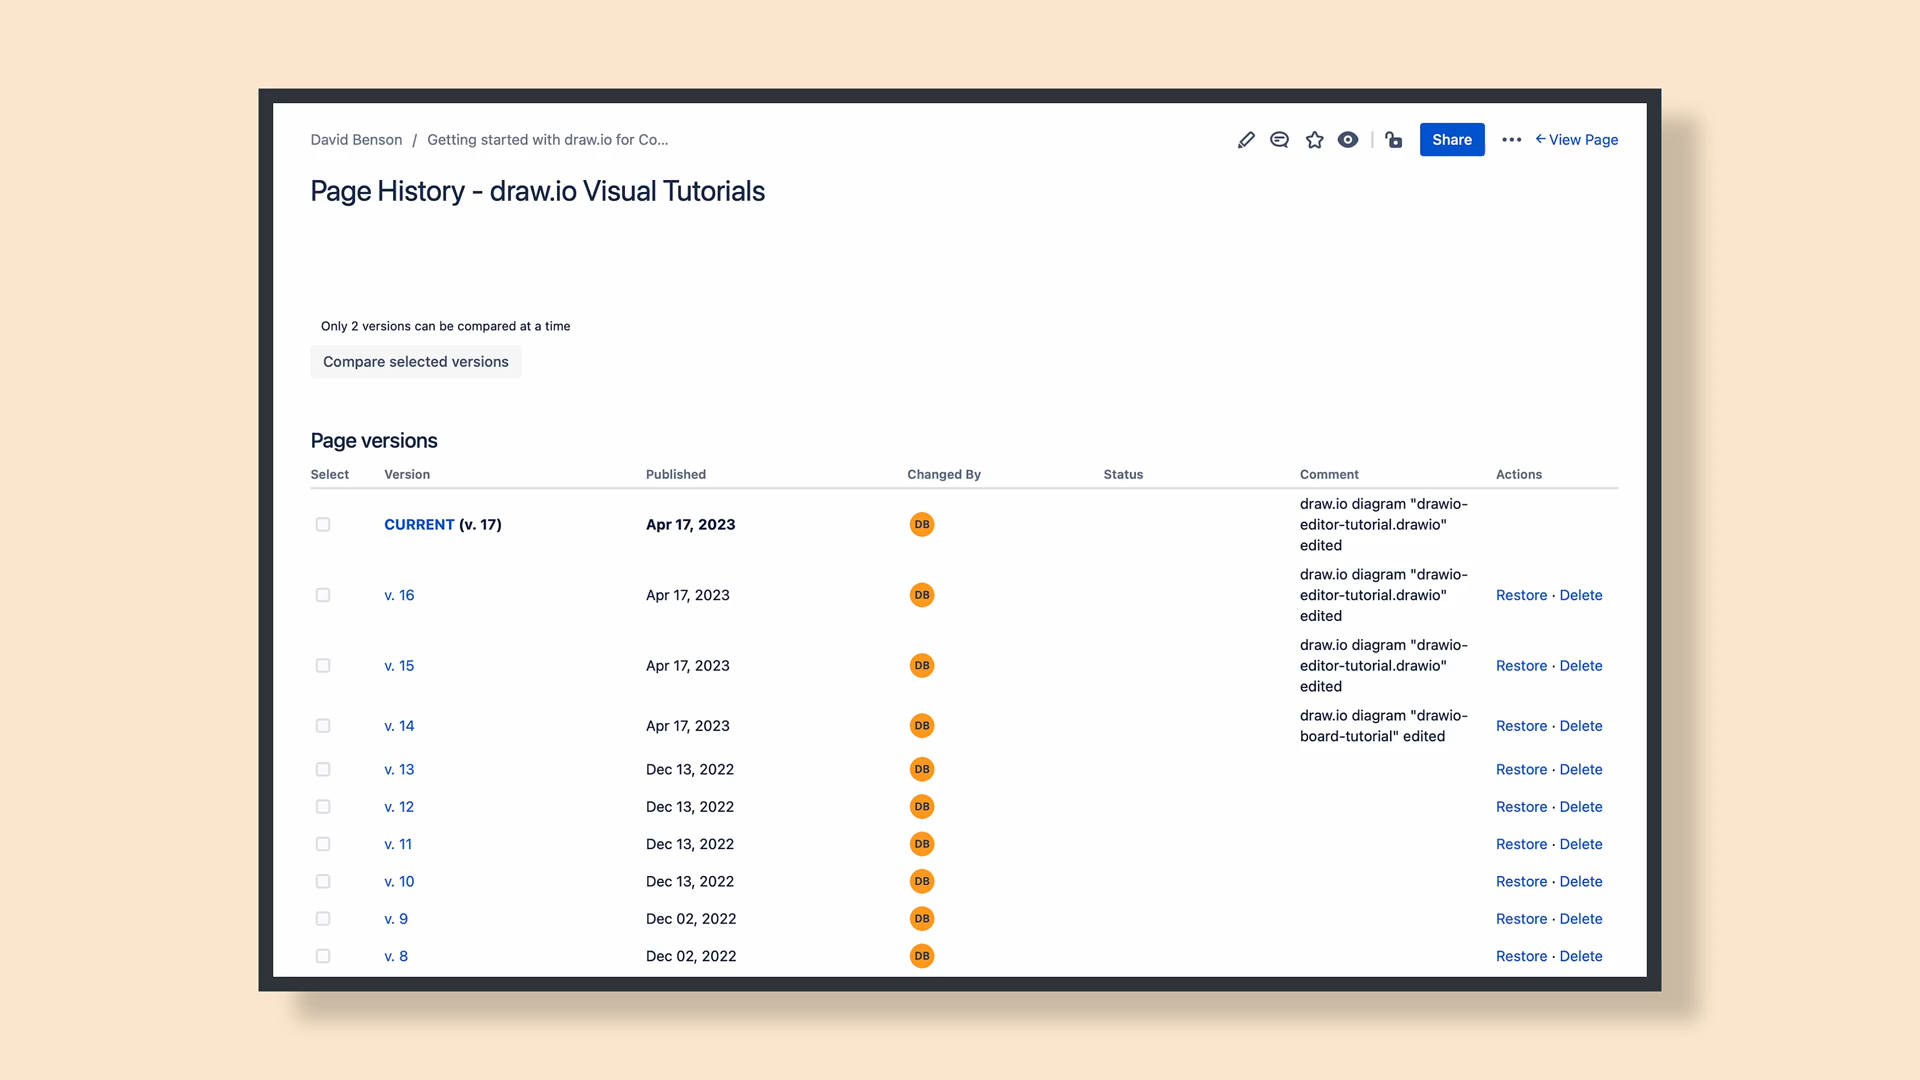 David Benson / Getting started with draw.io for Co...
Share ••• ← View Page
Page History - draw.io Visual Tutorials
Only 2 versions can be compared at a time
Compare selected versions
Page versions
Select Version Published Changed By Status Comment Actions
CURRENT (v. 17) Apr 17, 2023 DB draw.io diagram "drawio-
editor-tutorial.drawio"
edited
v. 16 Apr 17, 2023 DB draw.io diagram "drawio-
editor-tutorial.drawio"
edited
Restore · Delete
v. 15 Apr 17, 2023 DB draw.io diagram "drawio-
editor-tutorial.drawio"
edited
Restore · Delete
v. 14 Apr 17, 2023 DB draw.io diagram "drawio-
board-tutorial" edited
Restore · Delete
v. 13 Dec 13, 2022 DB Restore · Delete
v. 12 Dec 13, 2022 DB Restore · Delete
v. 11 Dec 13, 2022 DB Restore · Delete
v. 10 Dec 13, 2022 DB Restore · Delete
v. 9 Dec 02, 2022 DB Restore · Delete
v. 8 Dec 02, 2022 DB Restore · Delete